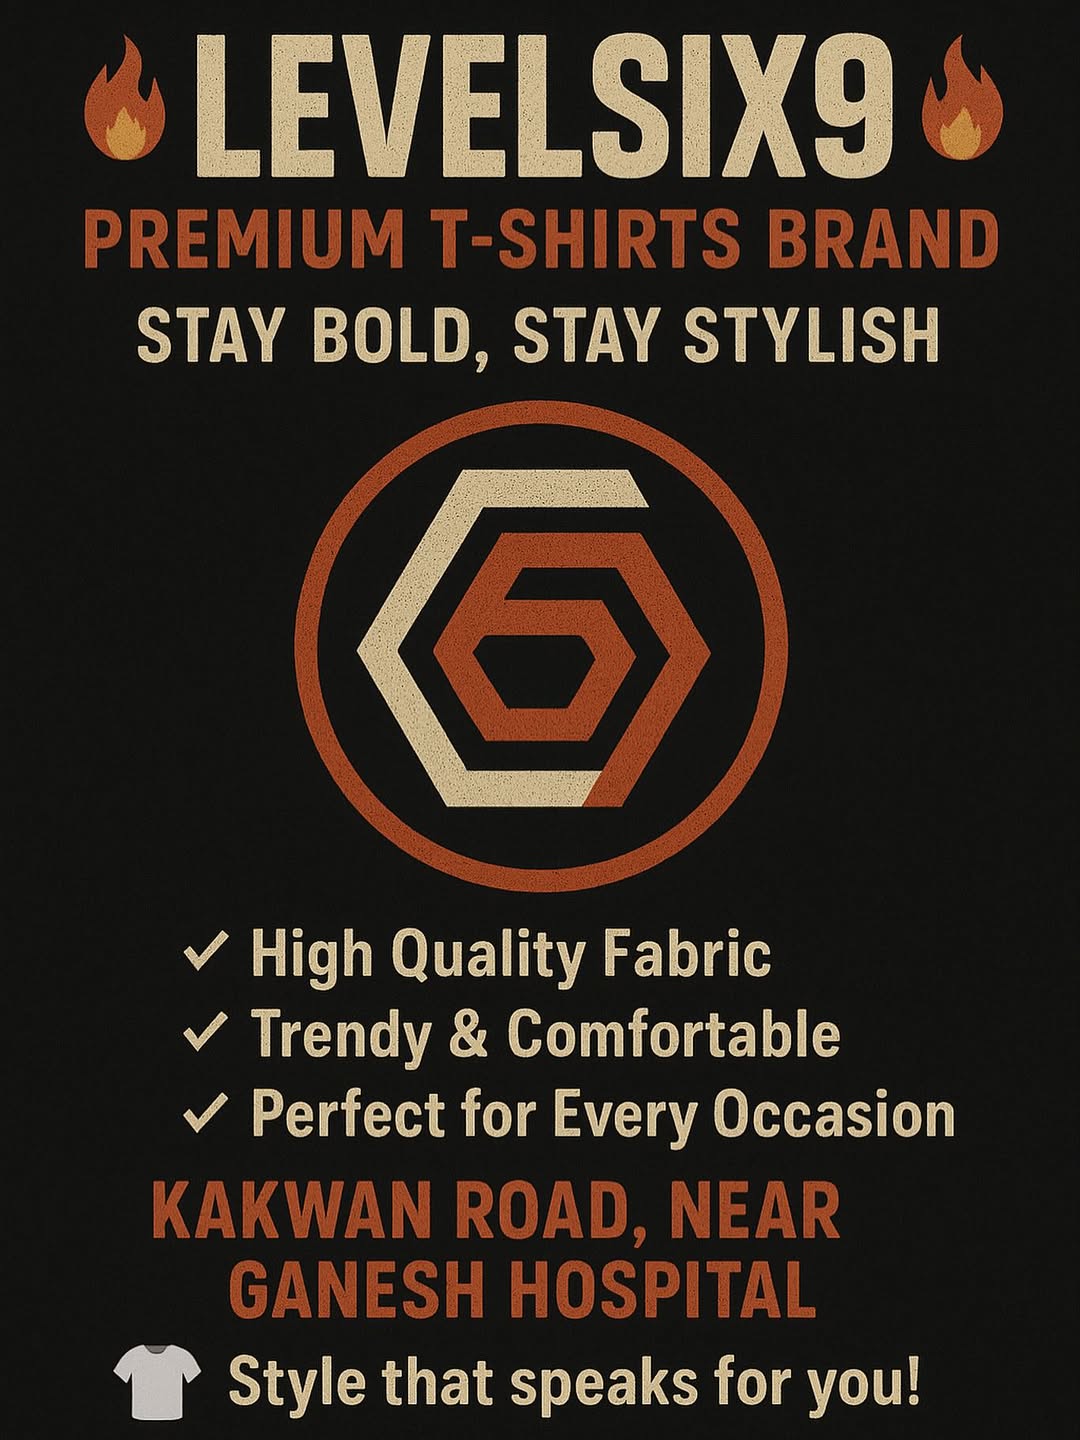 LEVELSIX9
PREMIUM T-SHIRTS BRAND
STAY BOLD, STAY STYLISH
✓ High Quality Fabric
✓ Trendy & Comfortable
✓ Perfect for Every Occasion
KAKWAN ROAD, NEAR
GANESH HOSPITAL
Style that speaks for you!